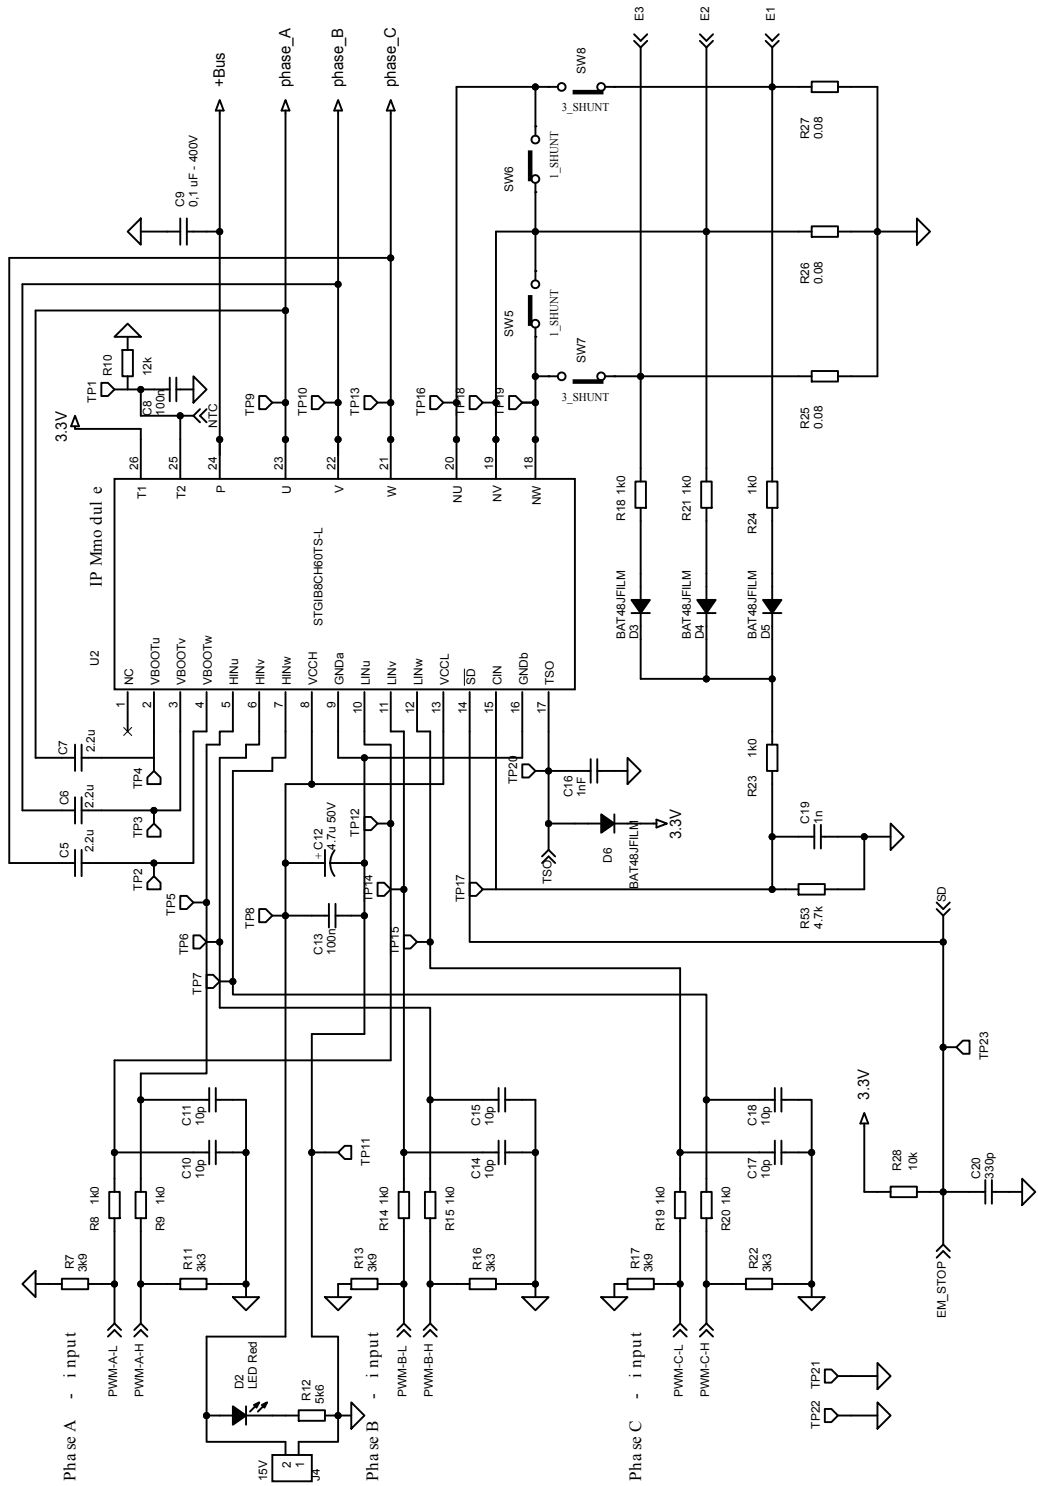 Pha se A - i nput
PWM-A-L
PWM-A-H
R7
3k9
R8 1k0
R9 1k0
R11
3k3
C10
10p
C11
10p
15V
2
1
J4
D2
LED Red
R12
5k6
TP11
Pha se B - i nput
PWM-B-L
PWM-B-H
R13
3k9
R14 1k0
R15 1k0
R16
3k3
C14
10p
C15
10p
Pha se C - i nput
PWM-C-L
PWM-C-H
R17
3k9
R19 1k0
R20 1k0
R22
3k3
C17
10p
C18
10p
TP22
TP21
EM_STOP
R28
10k
3.3V
C20
330p
TP23
SD
TP7
TP6
TP5
TP2
TP3
TP4
C5
2.2u
C6
2.2u
C7
2.2u
TP8
C13
100n
+ C12
4.7u 50V
TP12
TP14
TP15
TP17
TP20
C16
1nF
TSO
D6
BAT48JFILM
3.3V
R53
4.7k
C19
1n
R23 1k0
U2
IP Mmo dul e
STGIB8CH60TS-L
1 NC
2 VBOOTu
3 VBOOTv
4 VBOOTw
5 HINu
6 HINv
7 HINw
8 VCCH
9 GNDa
10 LINu
11 LINv
12 LINw
13 VCCL
14 SD
15 CIN
16 GNDb
17 TSO
T1 26
T2 25
P 24
U 23
V 22
W 21
NU 20
NV 19
NW 18
3.3V
TP1
R10
12k
C8
100n
NTC
TP9
TP10
TP13
TP16
TP18
TP19
C9
0,1 uF - 400V
+Bus
phase_A
phase_B
phase_C
SW5
1_SHUNT
SW6
1_SHUNT
SW7
3_SHUNT
SW8
3_SHUNT
D3
BAT48JFILM
D4
BAT48JFILM
D5
BAT48JFILM
R18 1k0
R21 1k0
R24 1k0
R25
0.08
R26
0.08
R27
0.08
E3
E2
E1